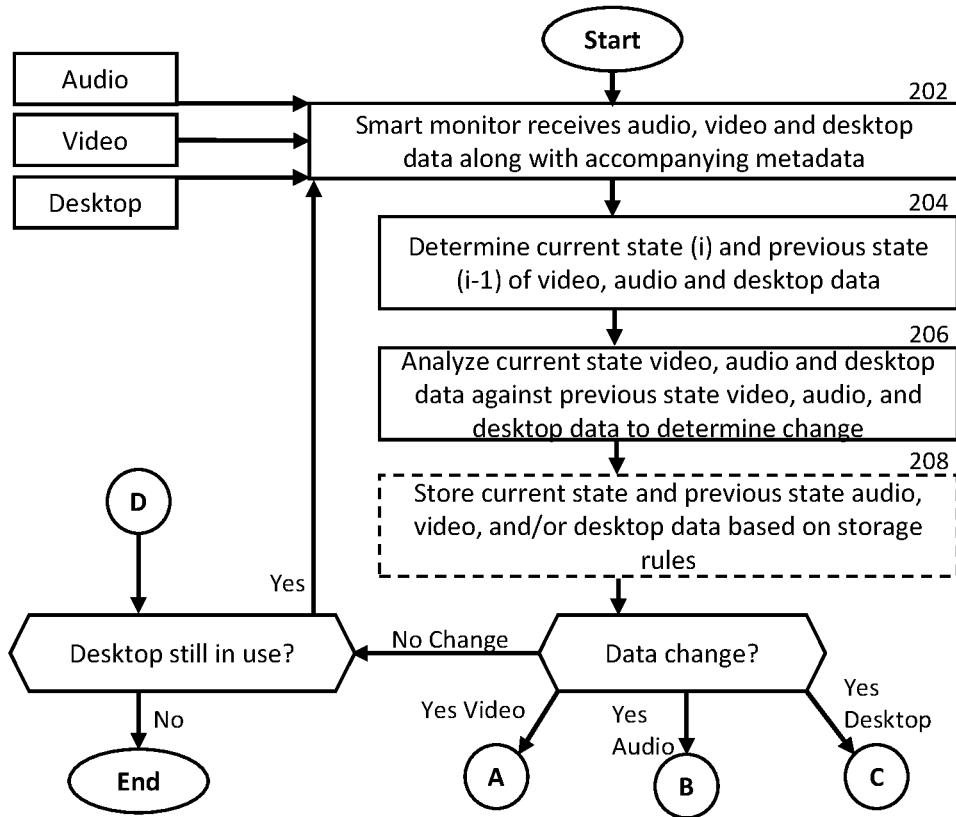 Start
Audio
Video
Desktop
202
Smart monitor receives audio, video and desktop
data along with accompanying metadata
204
Determine current state (i) and previous state
(i-1) of video, audio and desktop data
206
Analyze current state video, audio and desktop
data against previous state video, audio, and
desktop data to determine change
208
Store current state and previous state audio,
video, and/or desktop data based on storage
rules
D
Yes
Desktop still in use?
No Change
Data change?
No
Yes Video
Yes
Audio
Yes
Desktop
End
A
B
C